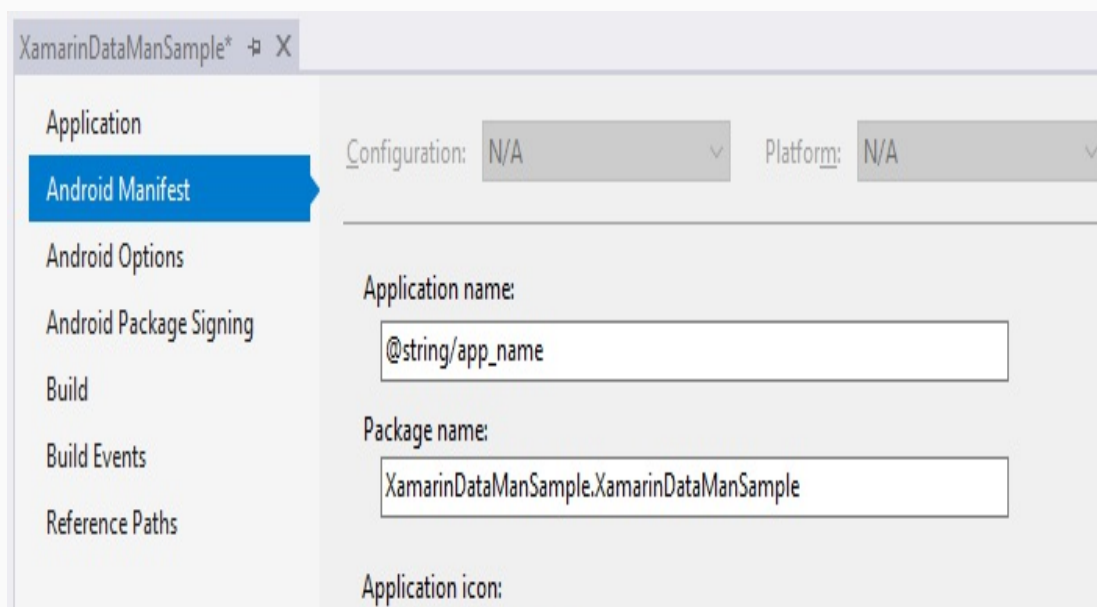 XamarinDataManSample*
Application
Android Manifest
Android Options
Android Package Signing
Build
Build Events
Reference Paths
Configuration: N/A Platform: N/A
Application name:
@string/app_name
Package name:
XamarinDataManSample.XamarinDataManSample
Application icon: